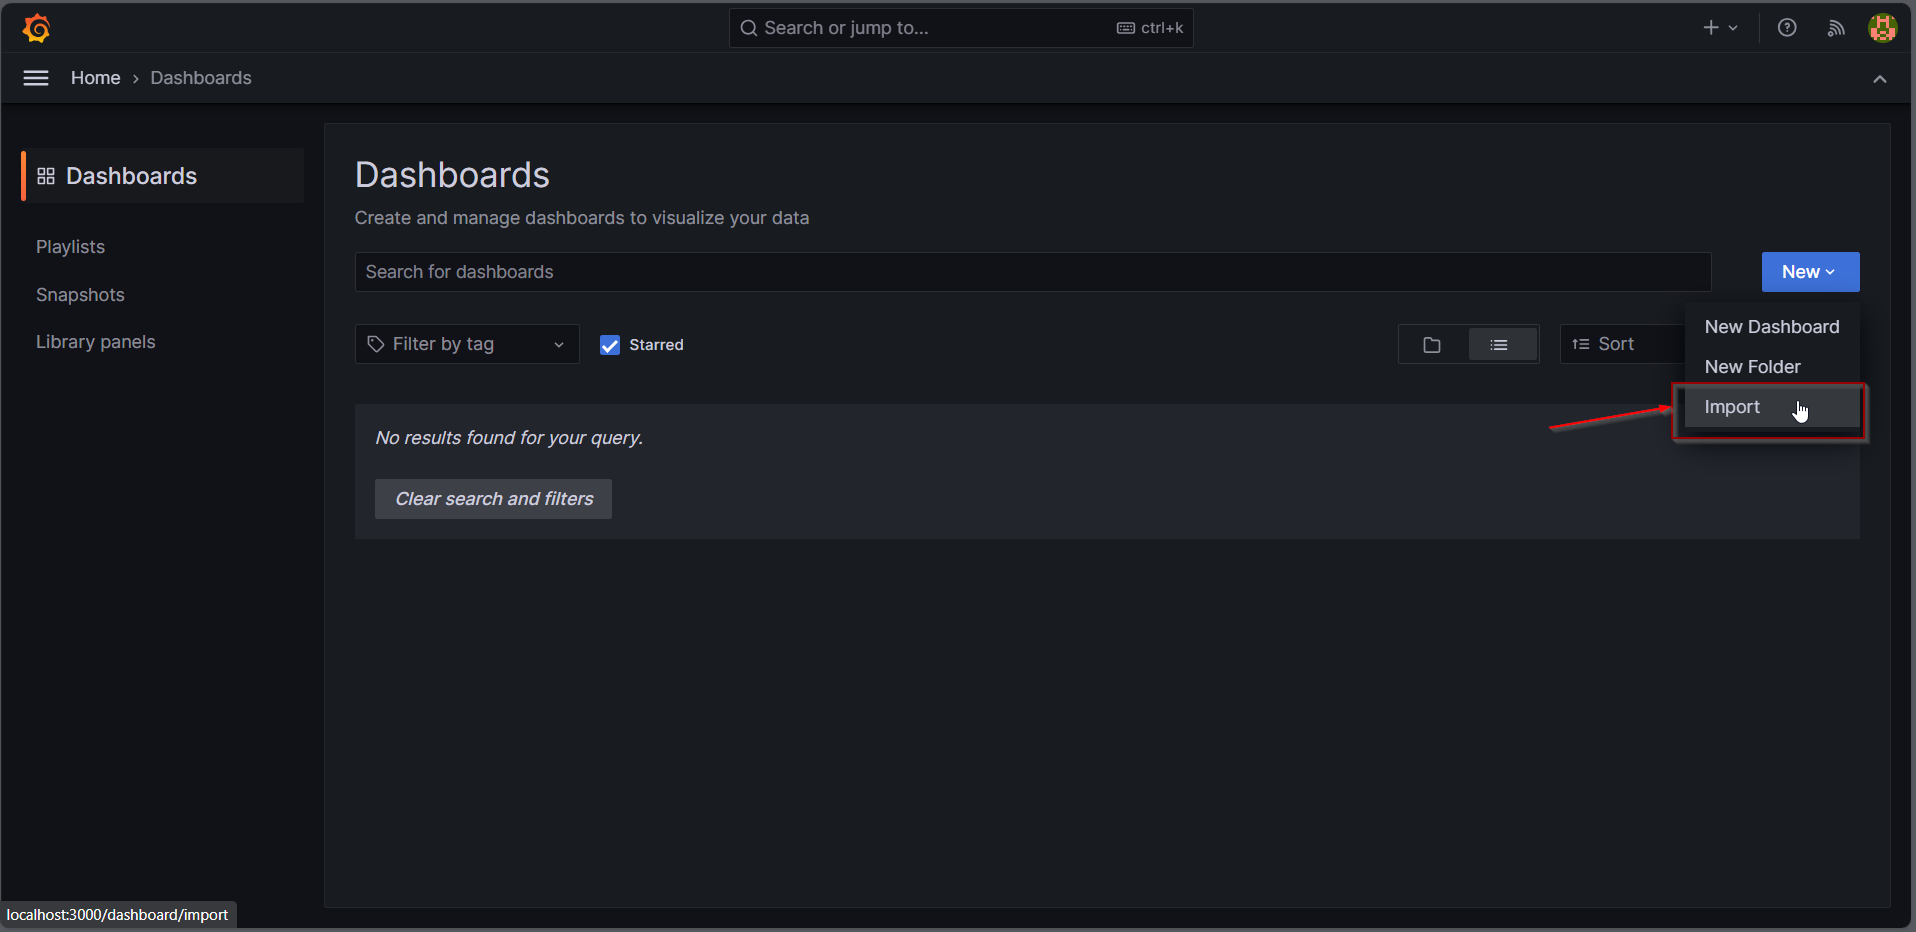 Search or jump to...
ctrl+k
Home > Dashboards
Dashboards
Playlists
Snapshots
Library panels
Dashboards
Create and manage dashboards to visualize your data
Search for dashboards
New
Filter by tag
Starred
Sort
New Dashboard
New Folder
Import
No results found for your query.
Clear search and filters
localhost:3000/dashboard/import